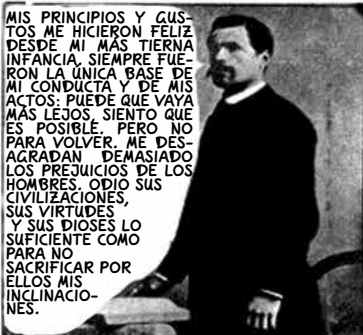 MIS PRINCIPIOS Y GUS-
TOS ME HICIERON FELIZ
DESDE MI MÁS TIERNA
INFANCIA. SIEMPRE FUE-
RON LA ÚNICA BASE DE
MI CONDUCTA Y DE MIS
ACTOS: PUEDE QUE VAYA
MÁS LEJOS, SIENTO QUE
ES POSIBLE. PERO NO
PARA VOLVER. ME DES-
AGRADAN DEMASIADO
LOS PREJUICIOS DE LOS
HOMBRES. ODIO SUS
CIVILIZACIONES,
SUS VIRTUDES
Y SUS DIOSES LO
SUFICIENTE COMO
PARA NO
SACRIFICAR POR
ELLOS MIS
INCLINACIO-
NES.